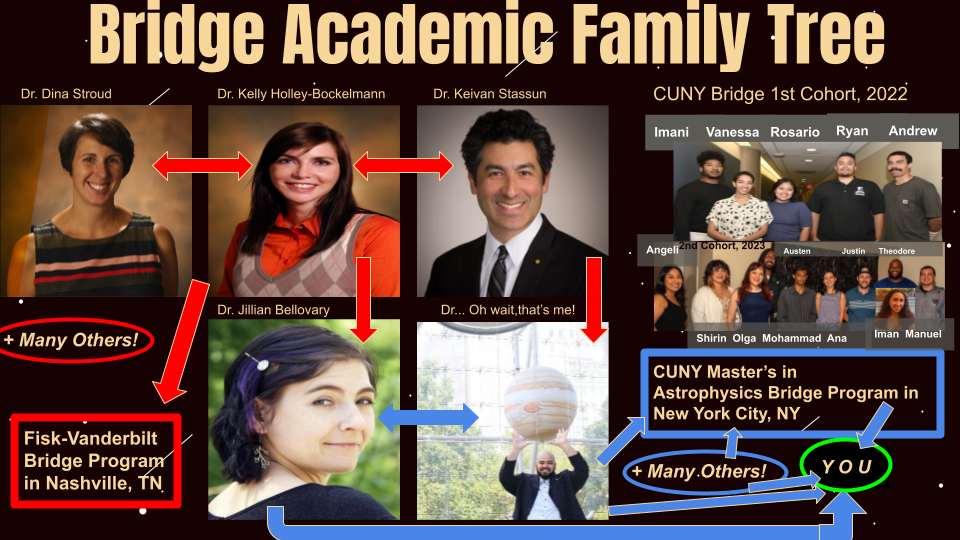 Bridge Academic Family Tree
Dr. Dina Stroud
Dr. Kelly Holley-Bockelmann
Dr. Keivan Stassun
CUNY Bridge 1st Cohort, 2022
Imani Vanessa Rosario Ryan Andrew
Angeli
2nd Cohort, 2023
Austen Justin Theodore
Shirin Olga Mohammad Ana
Iman Manuel
+ Many Others!
Dr. Jillian Bellovary
Dr... Oh wait,that's me!
Fisk-Vanderbilt
Bridge Program
in Nashville, TN
CUNY Master's in
Astrophysics Bridge Program in
New York City, NY
+ Many Others!
Y O U